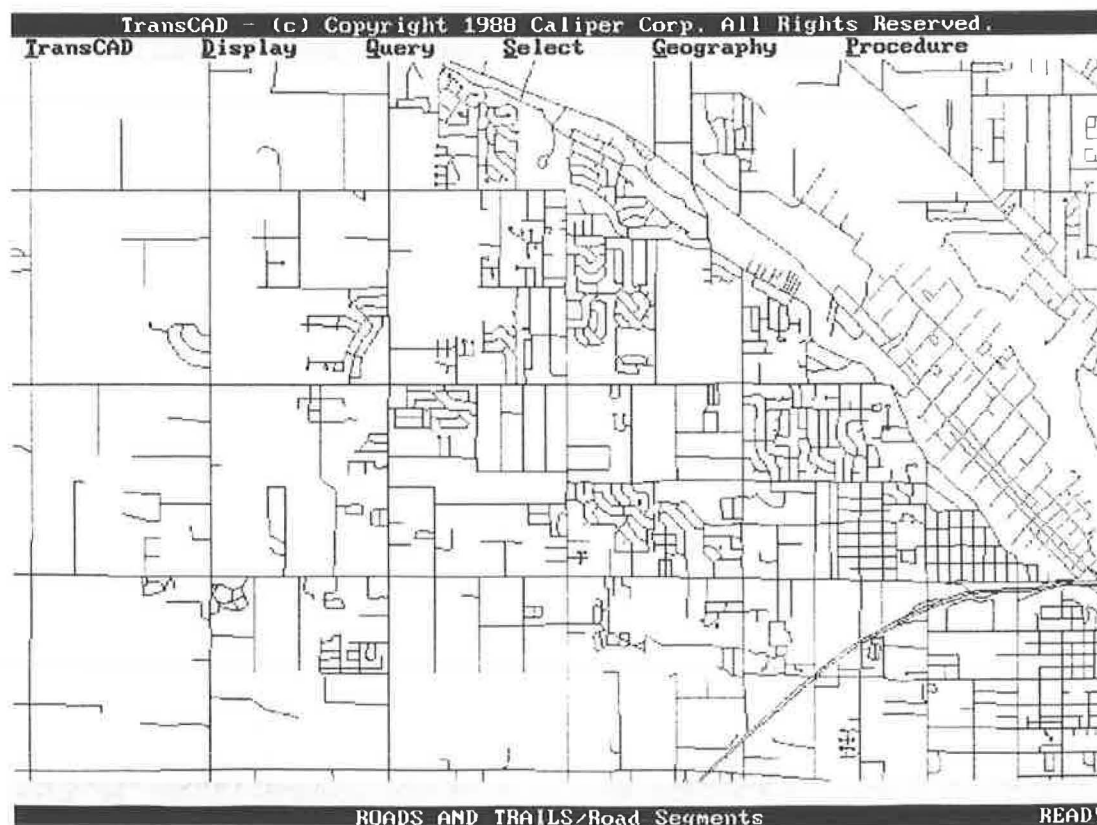 TransCAD - (c) Copyright 1988 Caliper Corp. All Rights Reserved.
TransCAD Display Query Select Geography Procedure
ROADS AND TRAILS/Road Segments READY